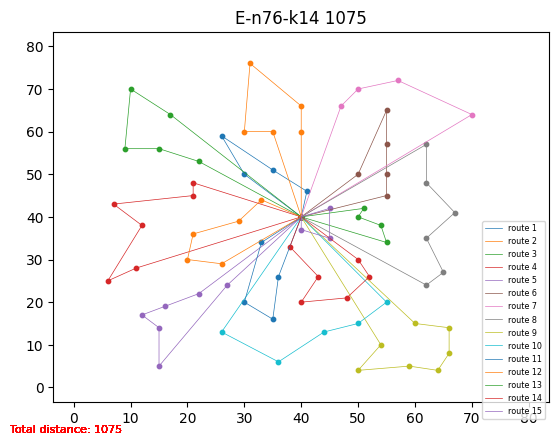 E-n76-k14 1075
80
70
60
50
40
30
20
10
0
route 1
route 2
route 3
route 4
route 5
route 6
route 7
route 8
route 9
route 10
route 11
route 12
route 13
route 14
route 15
0 10 20 30 40 50 60 70 80
Total distance: 1075